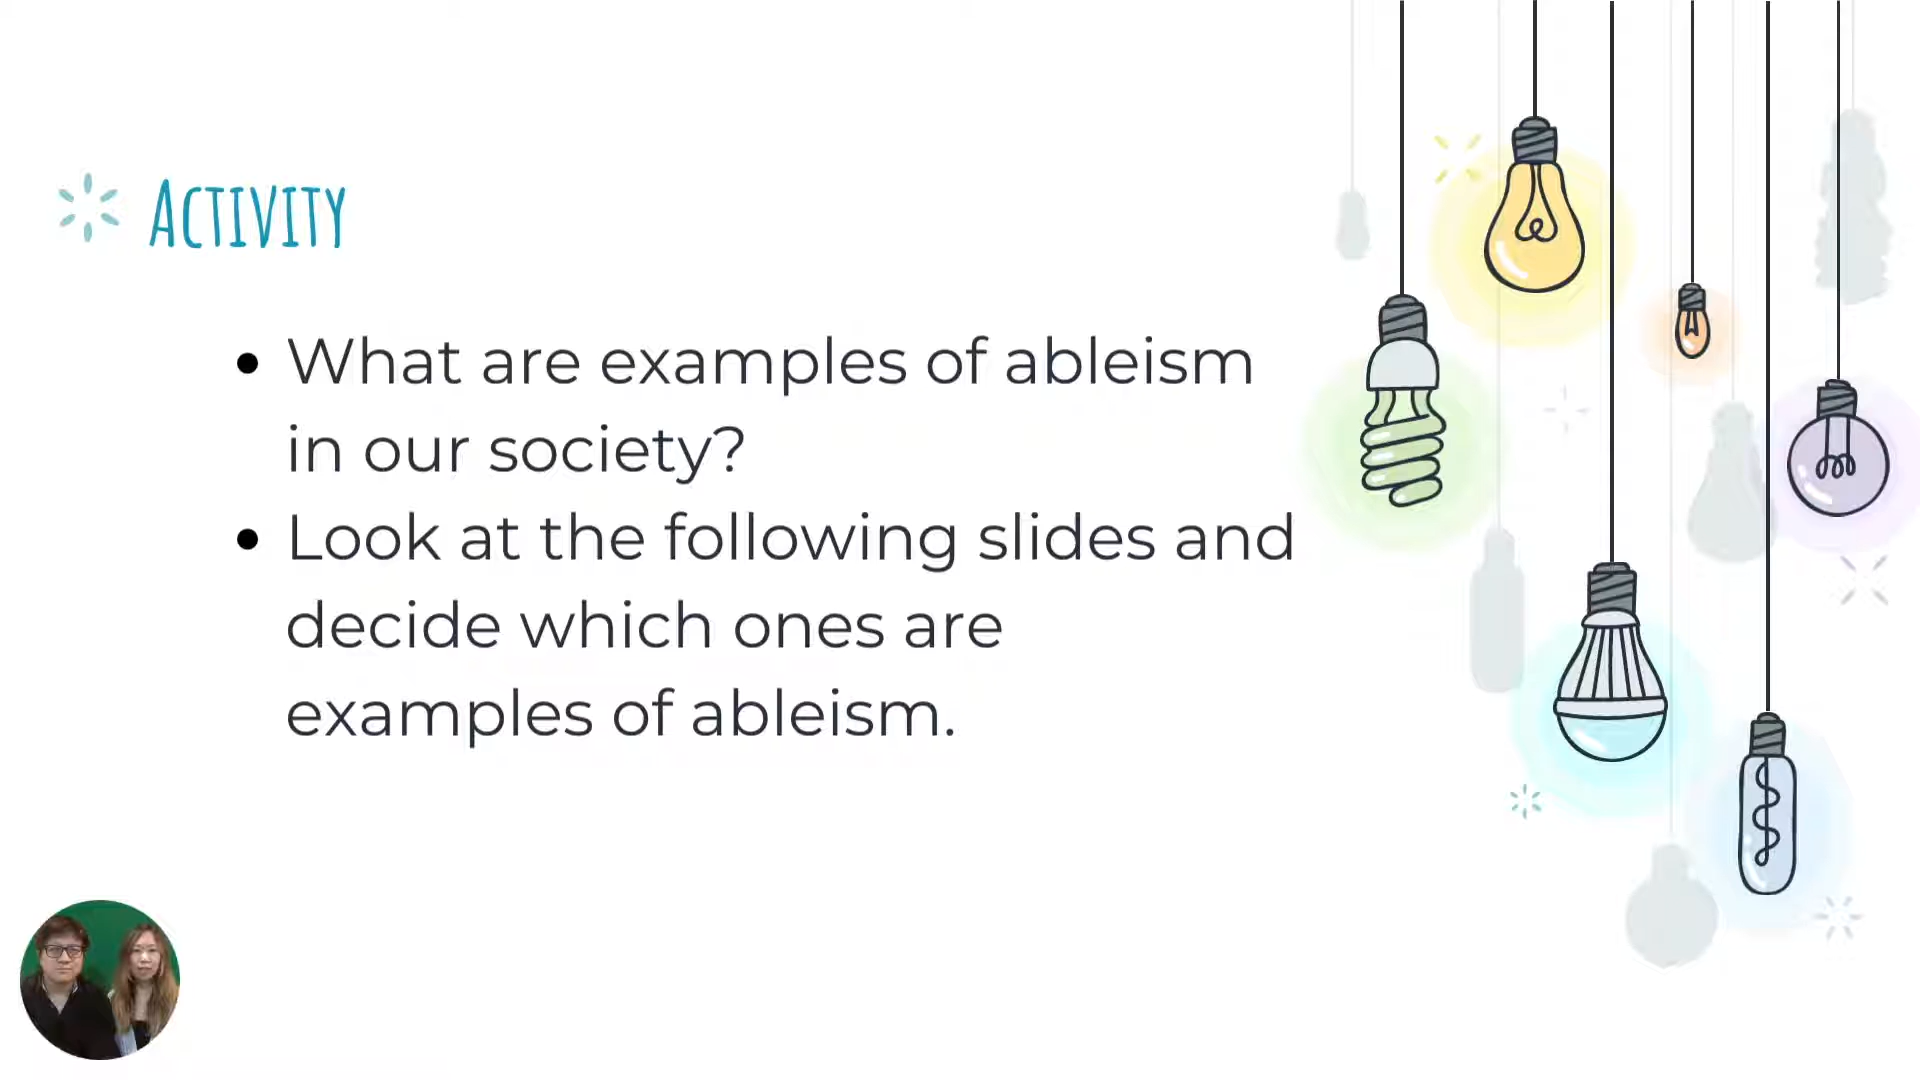 Activity
What are examples of ableism
in our society?
Look at the following slides and
decide which ones are
examples of ableism.